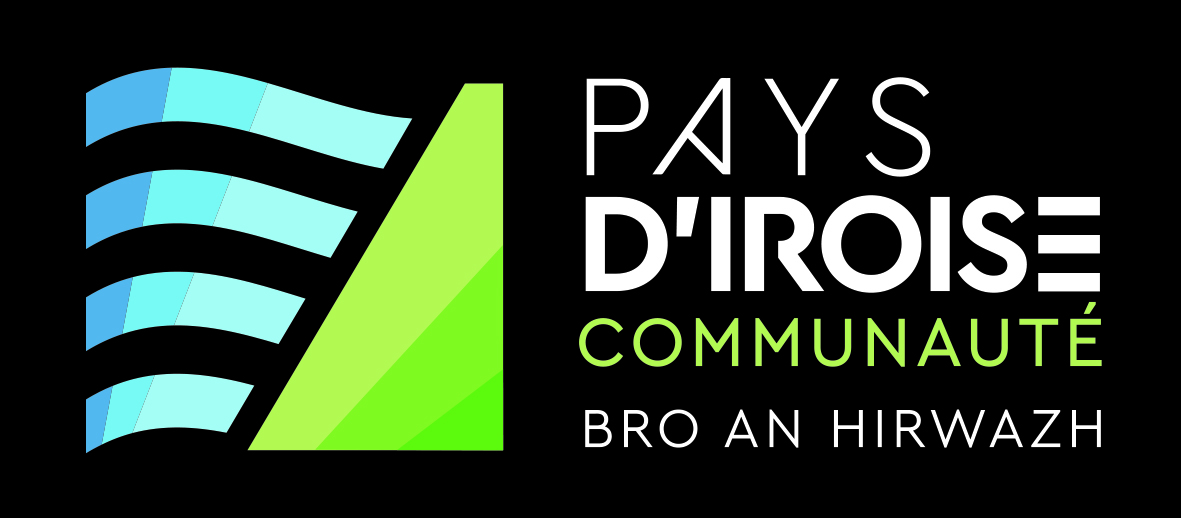 PAYS
D'IROISE
COMMUNAUTÉ
BRO AN HIRWAZH